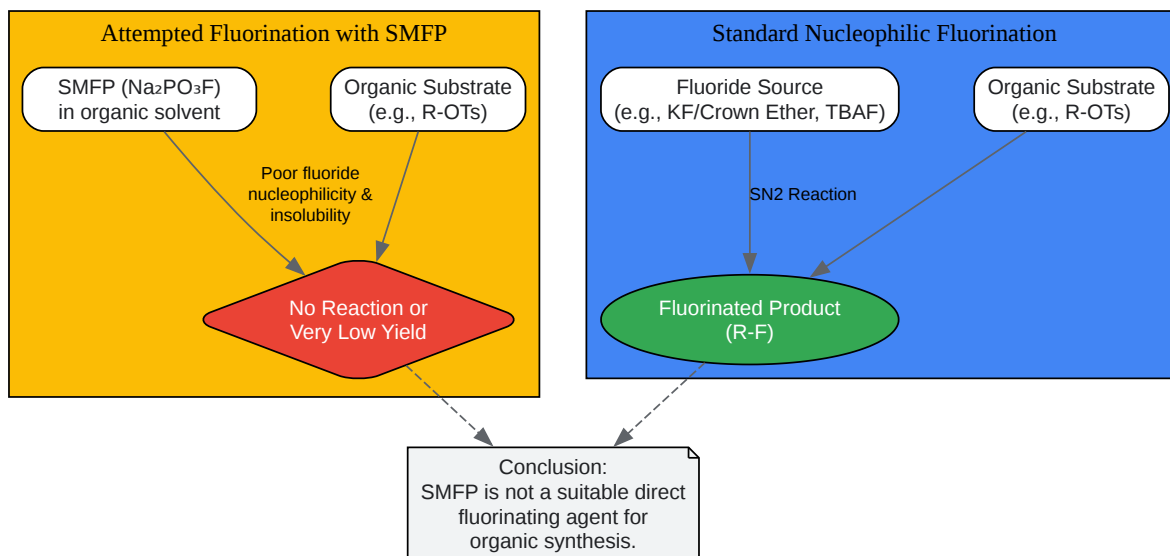 Attempted Fluorination with SMFP
SMFP (Na₂PO₃F)
in organic solvent
Organic Substrate
(e.g., R-OTs)
Poor fluoride
nucleophilicity &
insolubility
No Reaction or
Very Low Yield
Standard Nucleophilic Fluorination
Fluoride Source
(e.g., KF/Crown Ether, TBAF)
Organic Substrate
(e.g., R-OTs)
SN2 Reaction
Fluorinated Product
(R-F)
Conclusion:
SMFP is not a suitable direct
fluorinating agent for
organic synthesis.